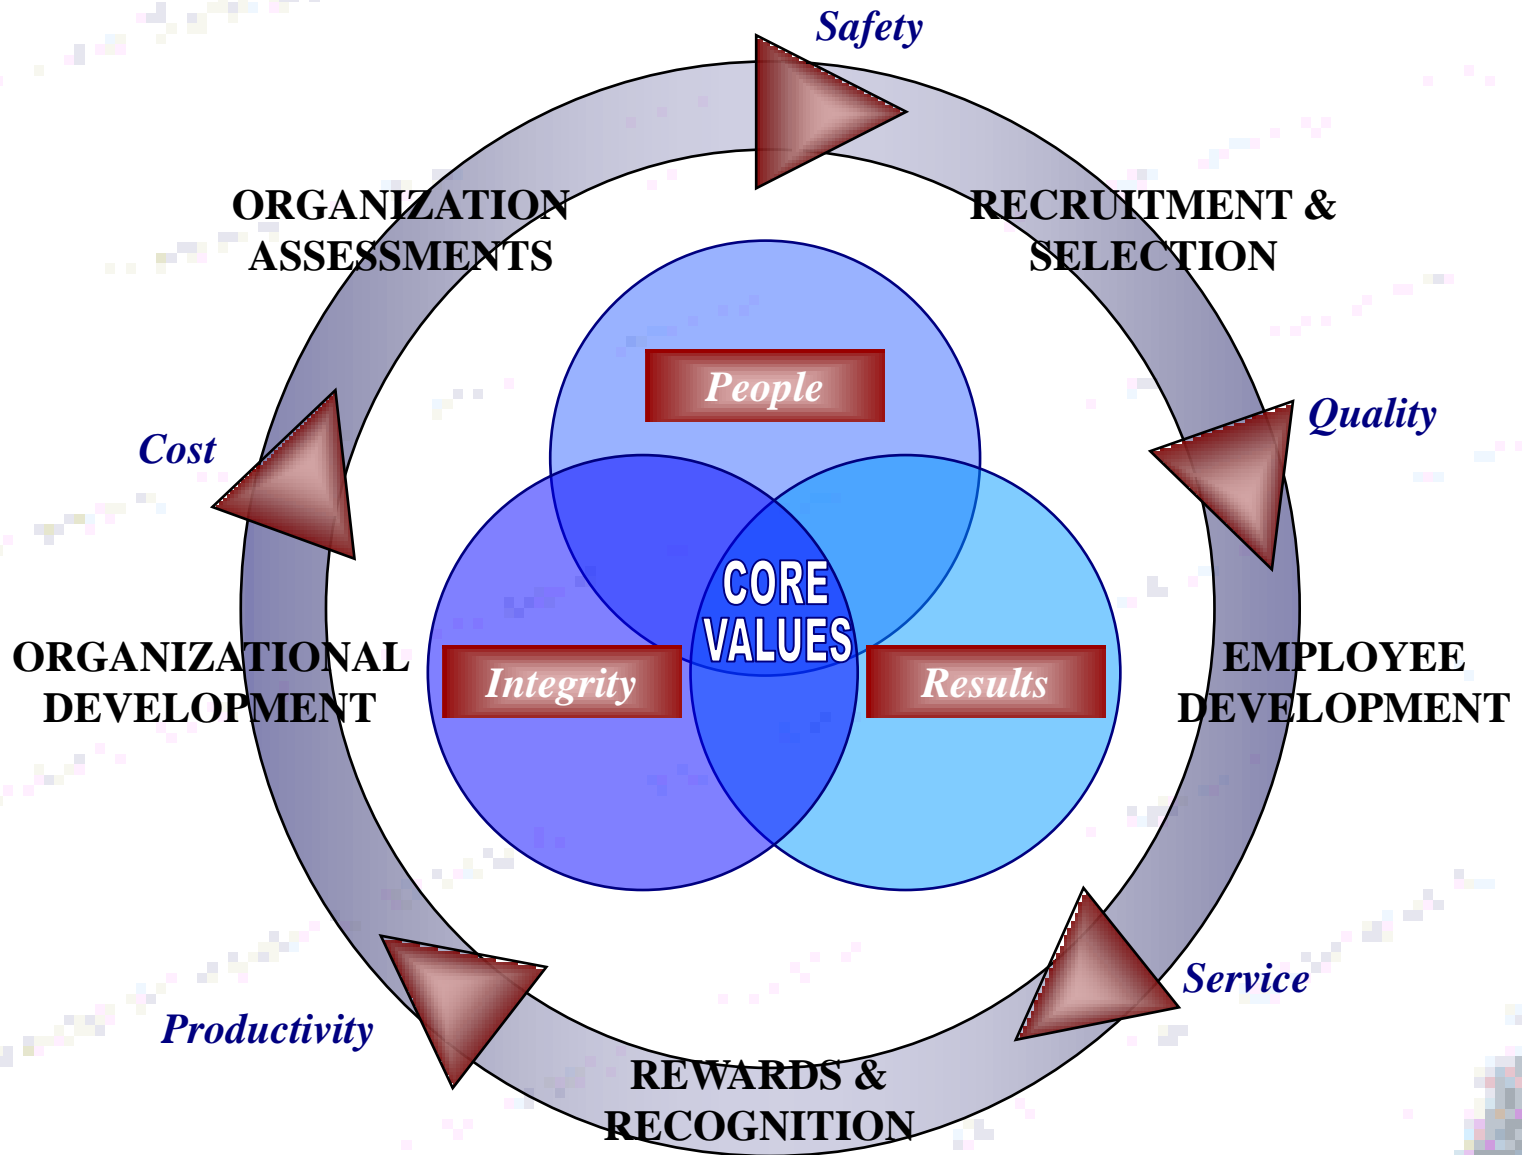 Safety
ORGANIZATION
ASSESSMENTS
RECRUITMENT &
SELECTION
People
Quality
Cost
CORE
VALUES
ORGANIZATIONAL
DEVELOPMENT
Integrity
Results
EMPLOYEE
DEVELOPMENT
Service
Productivity
REWARDS &
RECOGNITION